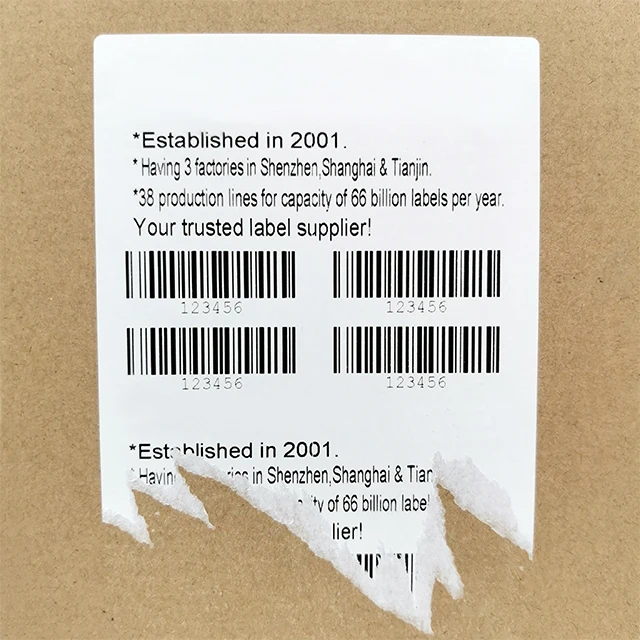 *Established in 2001.
* Having 3 factories in Shenzhen,Shanghai & Tianjin.
*38 production lines for capacity of 66 billion labels per year.
Your trusted label supplier!
123456 123456
123456 123456
*Established in 2001.
* in Shenzhen,Shanghai &
of 66 billion